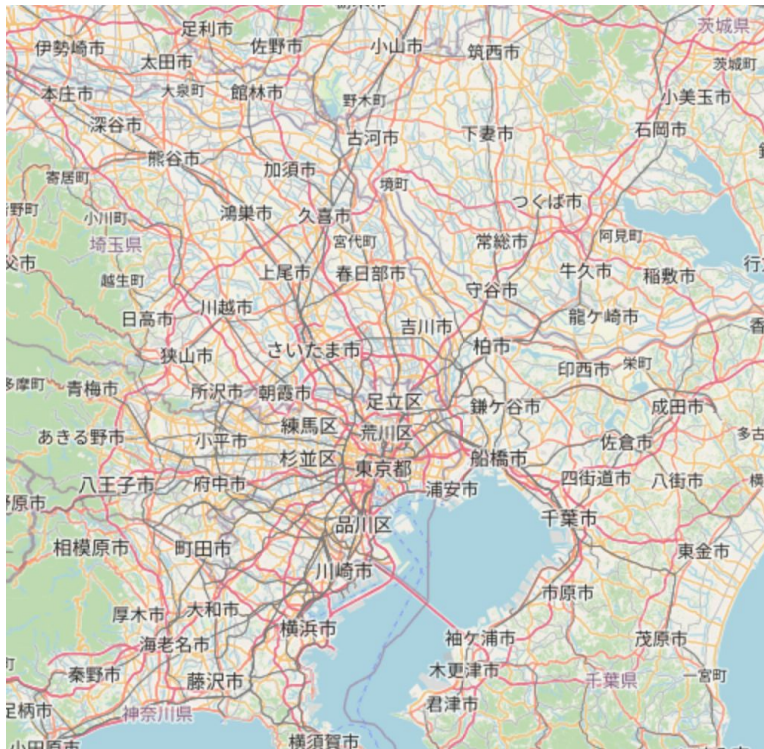 足利市
佐野市
小山市
茨城県
伊勢崎市
太田市
筑西市
茨城町
本庄市
大泉町
館林市
野木町
小美玉市
深谷市
古河市
下妻市
石岡市
熊谷市
加須市
境町
寄居町
つくば市
小川町
鴻巣市
久喜市
埼玉県
宮代町
常総市
阿見町
越生町
上尾市
春日部市
牛久市
稲敷市
守谷市
日高市
川越市
吉川市
龍ケ崎市
狭山市
さいたま市
柏市
印西市
栄町
青梅市
所沢市
朝霞市
足立区
鎌ケ谷市
成田市
あきる野市
小平市
練馬区
荒川区
佐倉市
杉並区
東京都
船橋市
八王子市
府中市
浦安市
四街道市
八街市
相模原市
町田市
品川区
千葉市
東金市
川崎市
市原市
厚木市
大和市
横浜市
海老名市
袖ケ浦市
茂原市
秦野市
藤沢市
木更津市
千葉県
一宮町
神奈川県
君津市
横須賀市
小田原市